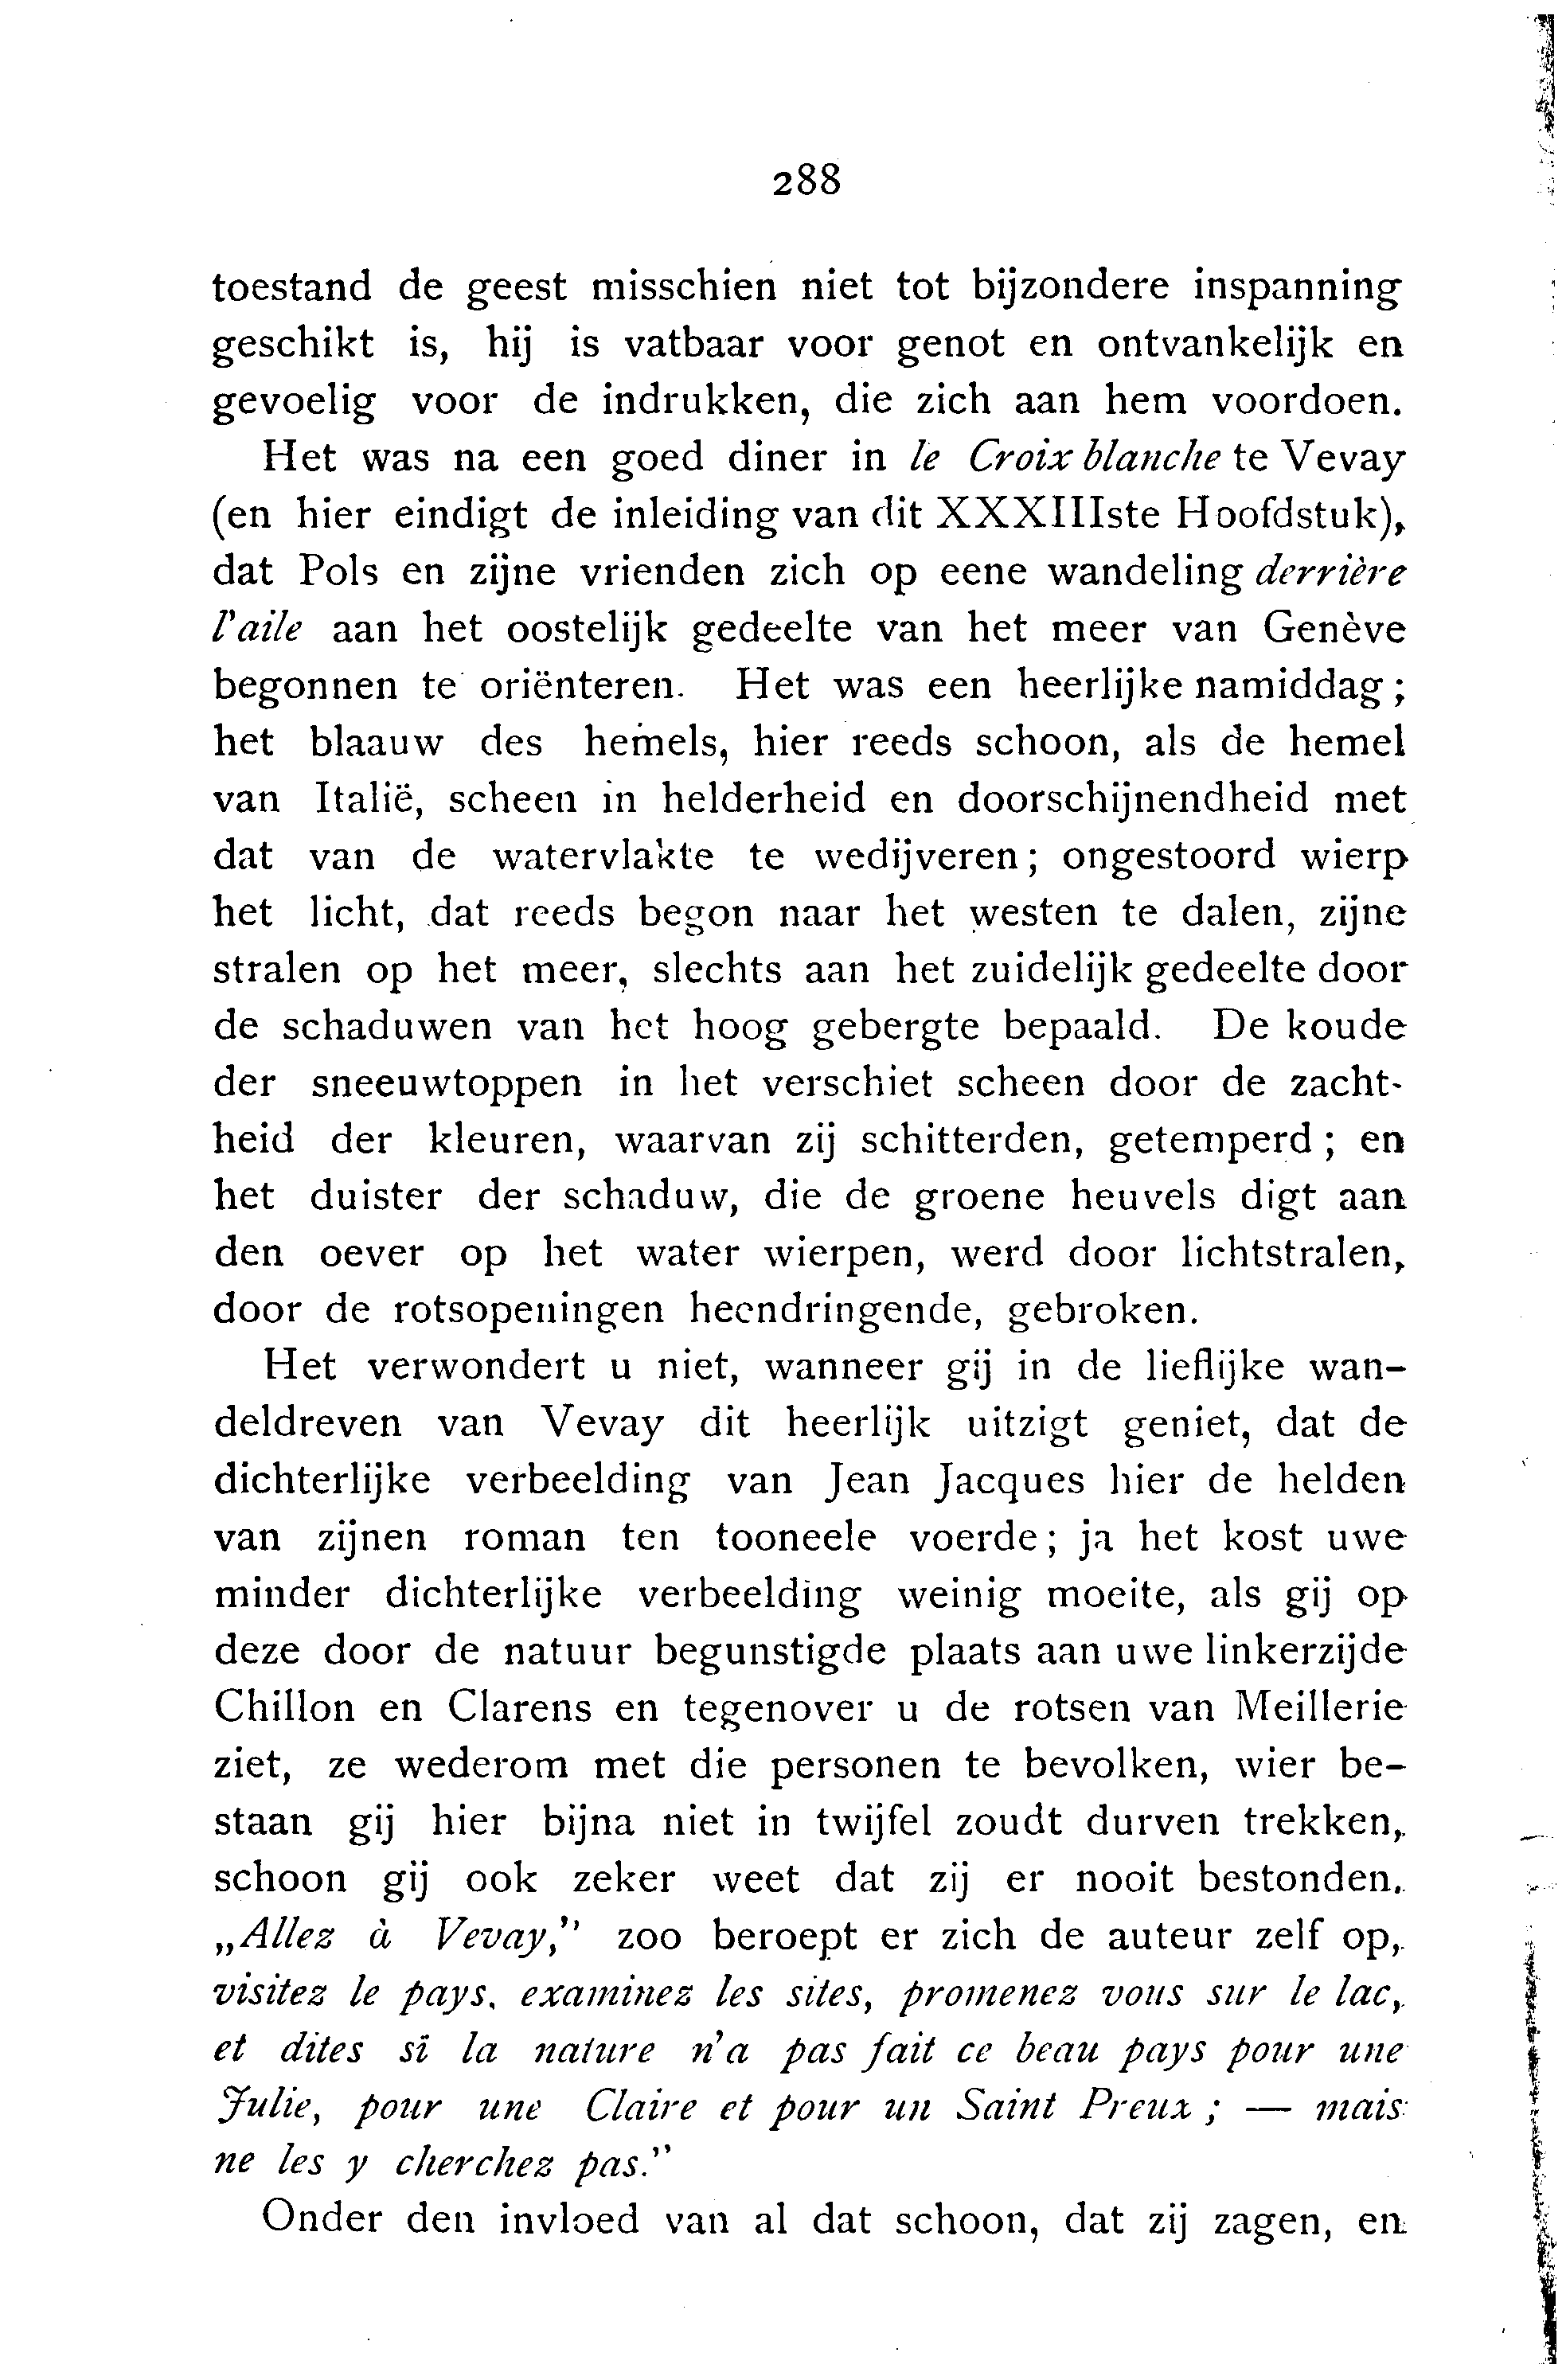 288
toestand de geest misschien niet tot bijzondere inspanning
geschikt is, hij is vatbaar voor genot en ontvankelijk en
gevoelig voor de indrukken, die zich aan hem voordoen.
Het was na een goed diner in le Croix blanche te Vevay
(en hier eindigt de inleiding van dit XXXIIIste Hoofdstuk),
dat Pols en zijne vrienden zich op eene wandeling derrière
l'aile aan het oostelijk gedeelte van het meer van Genève
begonnen te oriënteren. Het was een heerlijke namiddag;
het blaauw des hemels, hier reeds schoon, als de hemel
van Italië, scheen in helderheid en doorschijnendheid met
dat van de watervlakte te wedijveren; ongestoord wierp
het licht, dat reeds begon naar het westen te dalen, zijne
stralen op het meer, slechts aan het zuidelijk gedeelte door
de schaduwen van het hoog gebergte bepaald. De koude
der sneeuwtoppen in het verschiet scheen door de zacht-
heid der kleuren, waarvan zij schitterden, getemperd; en
het duister der schaduw, die de groene heuvels digt aan
den oever op het water wierpen, werd door lichtstralen,
door de rotsopeningen heendringende, gebroken.
Het verwondert u niet, wanneer gij in de lieflijke wan-
deldreven van Vevay dit heerlijk uitzigt geniet, dat de
dichterlijke verbeelding van Jean Jacques hier de helden
van zijnen roman ten tooneele voerde; ja het kost uwe
minder dichterlijke verbeelding weinig moeite, als gij op
deze door de natuur begunstigde plaats aan uwe linkerzijde
Chillon en Clarens en tegenover u de rotsen van Meillerie
ziet, ze wederom met die personen te bevolken, wier be-
staan gij hier bijna niet in twijfel zoudt durven trekken,
schoon gij ook zeker weet dat zij er nooit bestonden.
„Allez à Vevay," zoo beroept er zich de auteur zelf op,
visitez le pays, examinez les sites, promenez vous sur le lac,
et dites si la nature n'a pas fait ce beau pays pour une
Julie, pour une Claire et pour un Saint Preux; — mais
ne les y cherchez pas."
Onder den invloed van al dat schoon, dat zij zagen, en